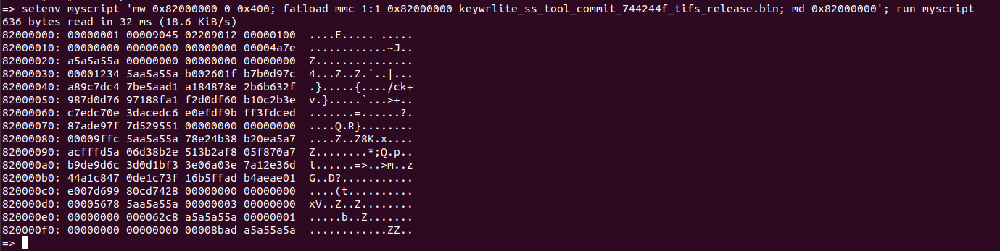 => setenv myscript 'mw 0x82000000 0 0x400; fatload mmc 1:1 0x82000000 keywrlite_ss_tool_commit_744244f_tifs_release.bin; md 0x82000000'; run myscript
636 bytes read in 32 ms (18.6 KiB/s)
82000000: 00000001 00009045 02209012 00000100  ....E..... .....
82000010: 00000000 00000000 00000000 00004a7e  ............~J..
82000020: a5a5a55a 00000000 00000000 00000000  Z...............
82000030: 00001234 5aa5a55a b002601f b7b0d97c  4...Z..Z.`..|...
82000040: a89c7dc4 7be5aad1 a184878e 2b6b632f  .}.....{..../ck+
82000050: 987d0d76 97188fa1 f2d0df60 b10c2b3e  v.}.....`...>+..
82000060: c7edc70e 3dacedc6 e0efdf9b ff3fdced  .......=......?.
82000070: 87ade97f 7d529551 00000000 00000000  ....Q.R}........
82000080: 00009ffc 5aa5a55a 78e24b38 b20ea5a7  ....Z..Z8K.x....
82000090: acfffd5a 06d38b2e 513b2af8 05f870a7  Z........*;Q.p..
820000a0: b9de9d6c 3d0d1bf3 3e06a03e 7a12e36d  l......=>..>m..z
820000b0: 44a1c847 0de1c73f 16b5ffad b4aeae01  G..D?...........
820000c0: e007d699 80cd7428 00000000 00000000  ....(t..........
820000d0: 00005678 5aa5a55a 00000003 00000000  xV..Z..Z........
820000e0: 00000000 000062c8 a5a5a55a 00000001  .....b..Z.......
820000f0: 00000000 00000000 00008bad a5a55a5a  ............ZZ..
=>